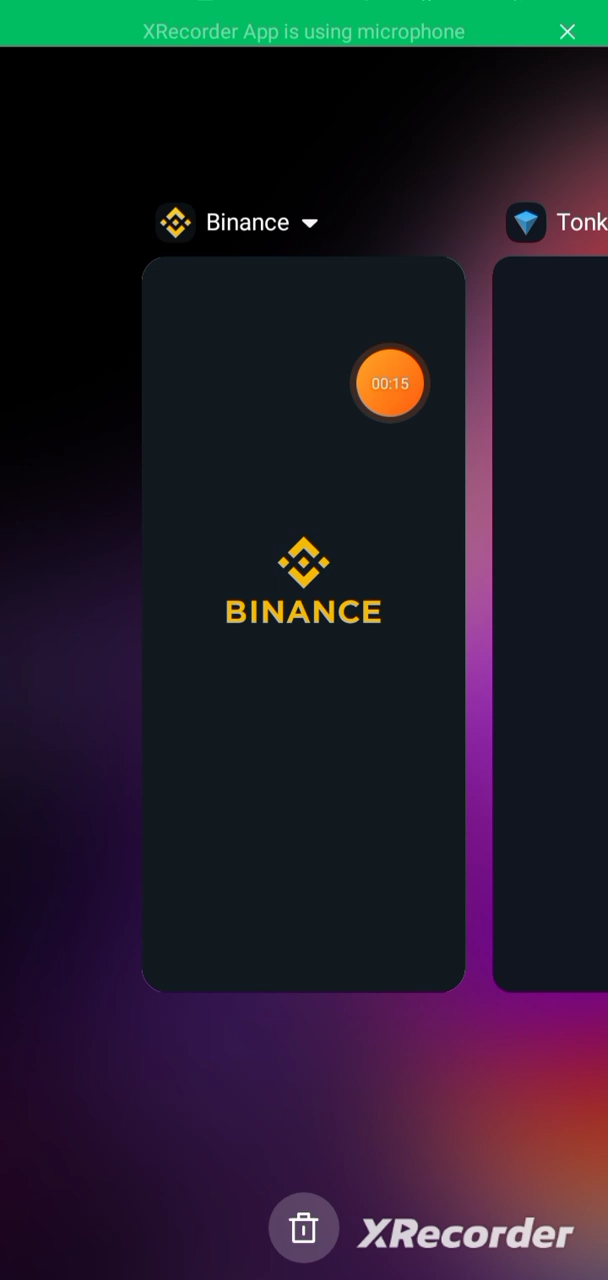 XRecorder App is using microphone
Binance
Tonk
00:15
BINANCE
XRecorder